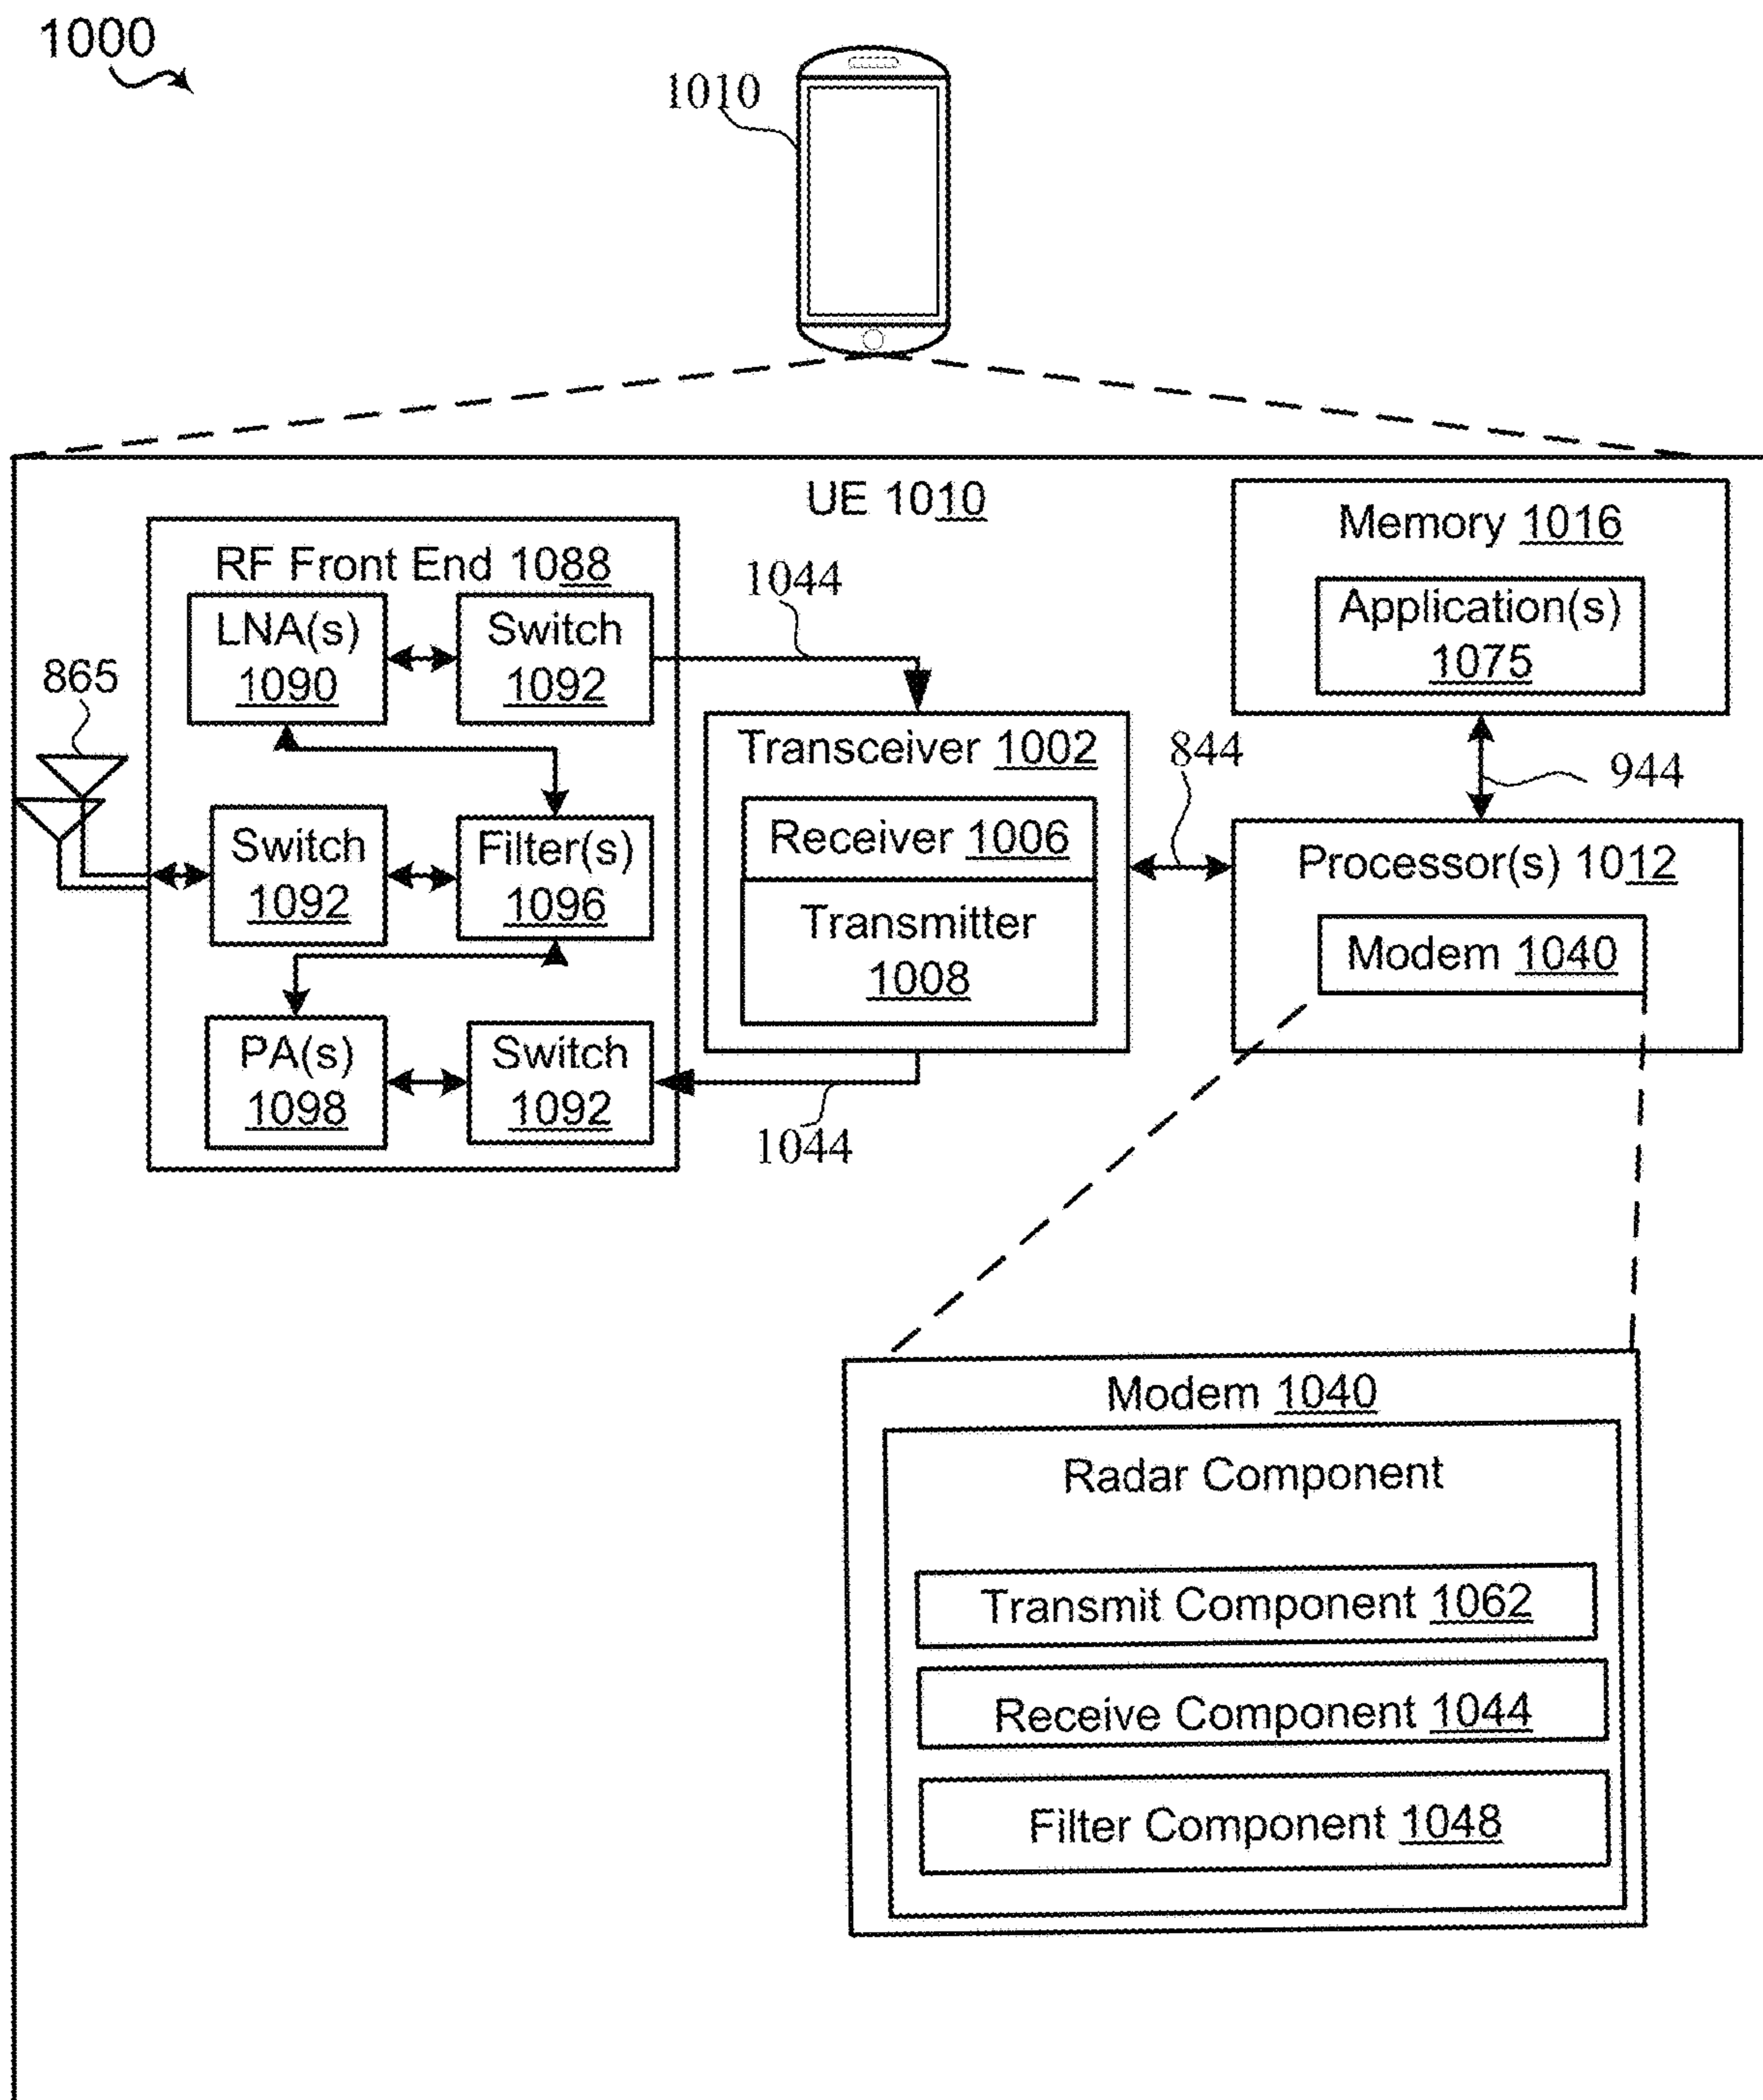 1000
1010
UE 1010
RF Front End 1088
LNA(s)
1090
Switch
1092
1044
865
Switch
1092
Filter(s)
1096
PA(s)
1098
Switch
1092
1044
Transceiver 1002
Receiver 1006
Transmitter
1008
844
Memory 1016
Application(s)
1075
944
Processor(s) 1012
Modem 1040
Modem 1040
Radar Component
Transmit Component 1062
Receive Component 1044
Filter Component 1048